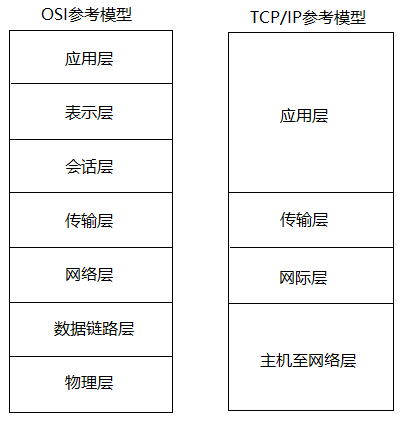 OSI参考模型
应用层
表示层
会话层
传输层
网络层
数据链路层
物理层
TCP/IP参考模型
应用层
传输层
网际层
主机至网络层